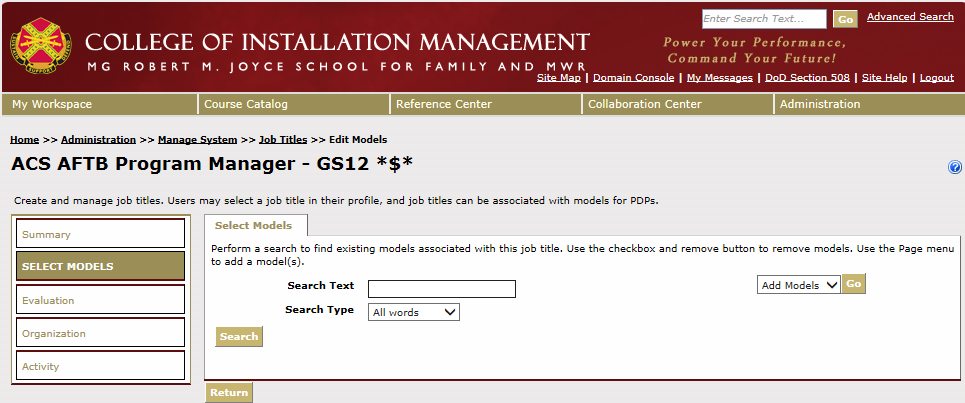 Enter Search Text... Go Advanced Search
COLLEGE OF INSTALLATION MANAGEMENT
MG ROBERT M. JOYCE SCHOOL FOR FAMILY AND MWR
Power Your Performance,
Command Your Future!
Site Map | Domain Console | My Messages | DoD Section 508 | Site Help | Logout
My Workspace Course Catalog Reference Center Collaboration Center Administration
Home >> Administration >> Manage System >> Job Titles >> Edit Models
ACS AFTB Program Manager - GS12 *$*
?
Create and manage job titles. Users may select a job title in their profile, and job titles can be associated with models for PDPs.
Summary
SELECT MODELS
Evaluation
Organization
Activity
Select Models
Perform a search to find existing models associated with this job title. Use the checkbox and remove button to remove models. Use the Page menu
to add a model(s).
Search Text
Add Models Go
Search Type All words
Search
Return